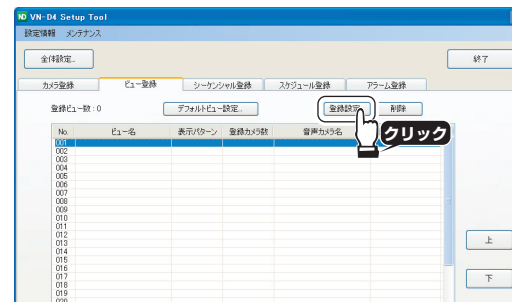 VN-D4 Setup Tool
設定情報 メンテナンス
全体設定... 終了
カメラ登録 ビュー登録 シーケンシャル登録 スケジュール登録 アラーム登録
登録ビュー数：0 デフォルトビュー設定... 登録設定 削除
クリック
No. ビュー名 表示パターン 登録カメラ数 音声カメラ名
001
002
003
004
005
006
007
008
009
010
011
012
013 上
014
015
016
017 下
018
019
020